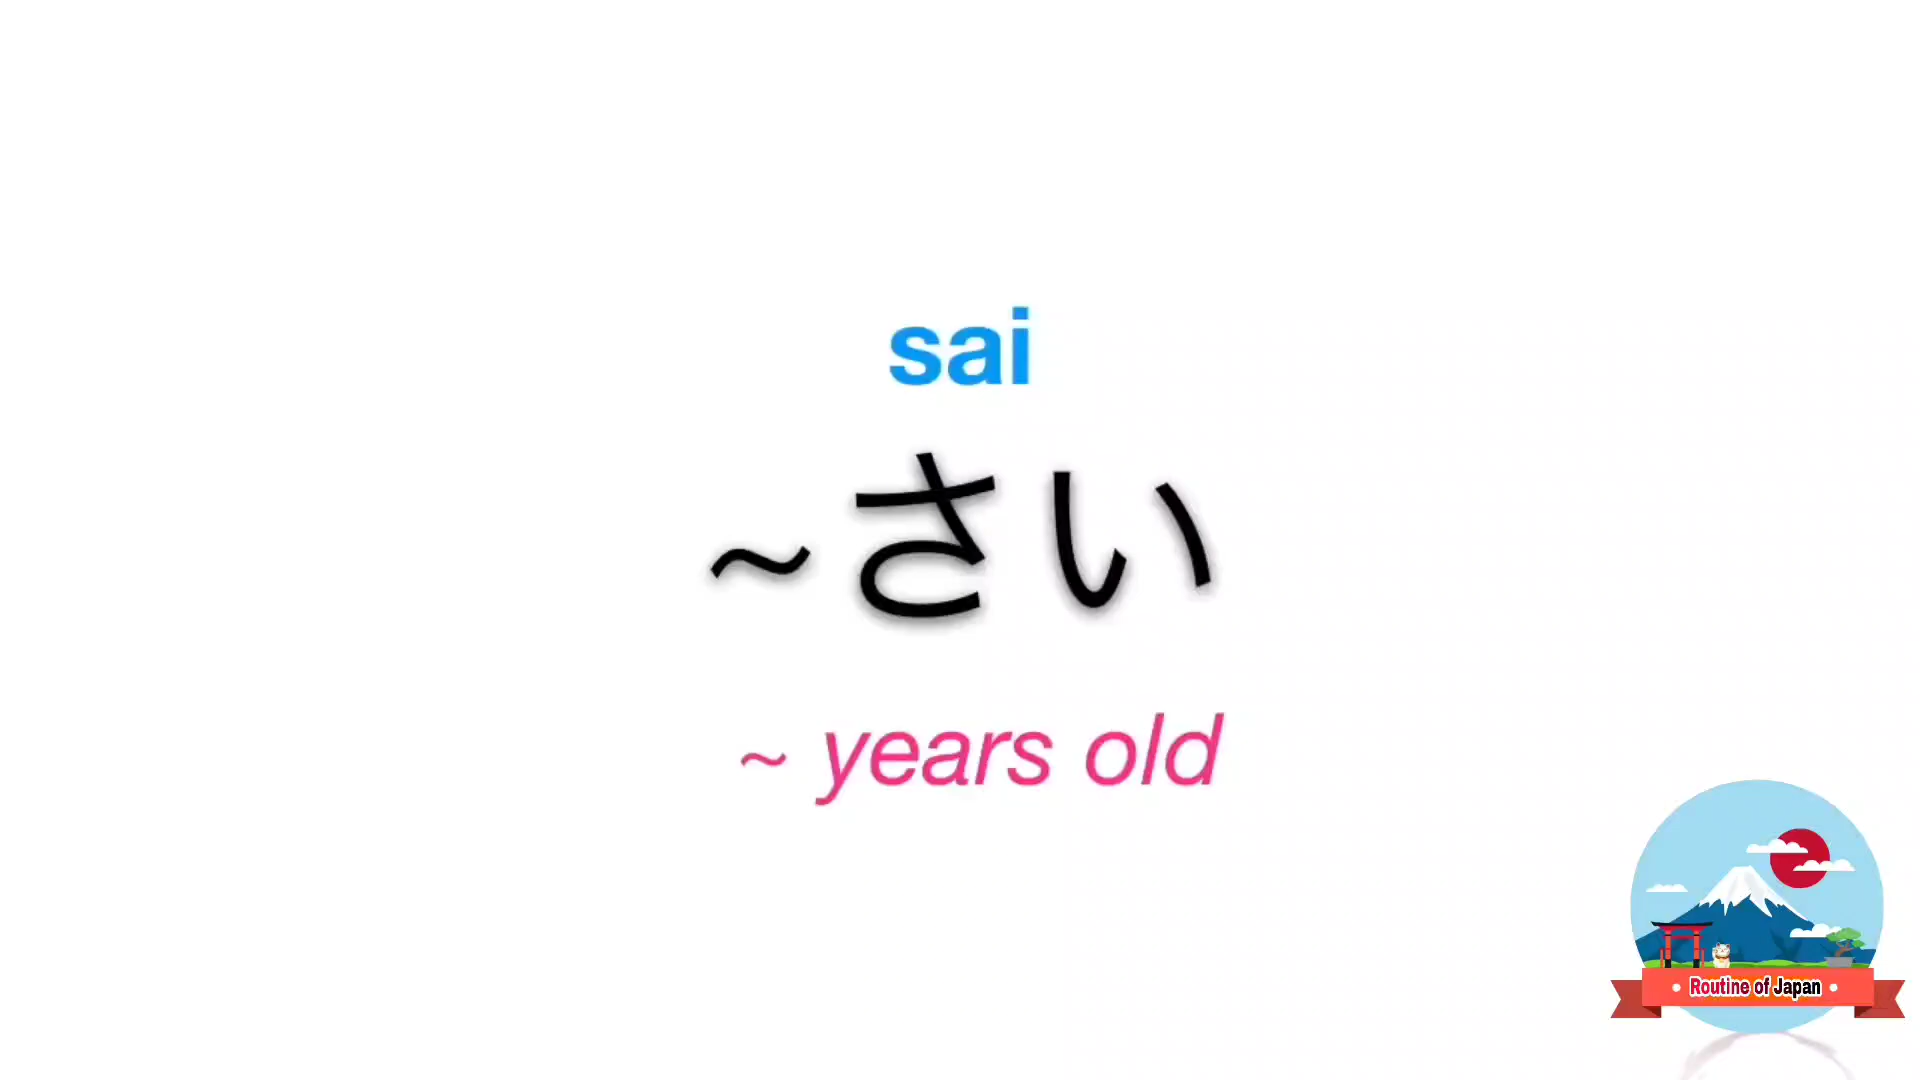 sai
~さい
~ years old
Routine of Japan